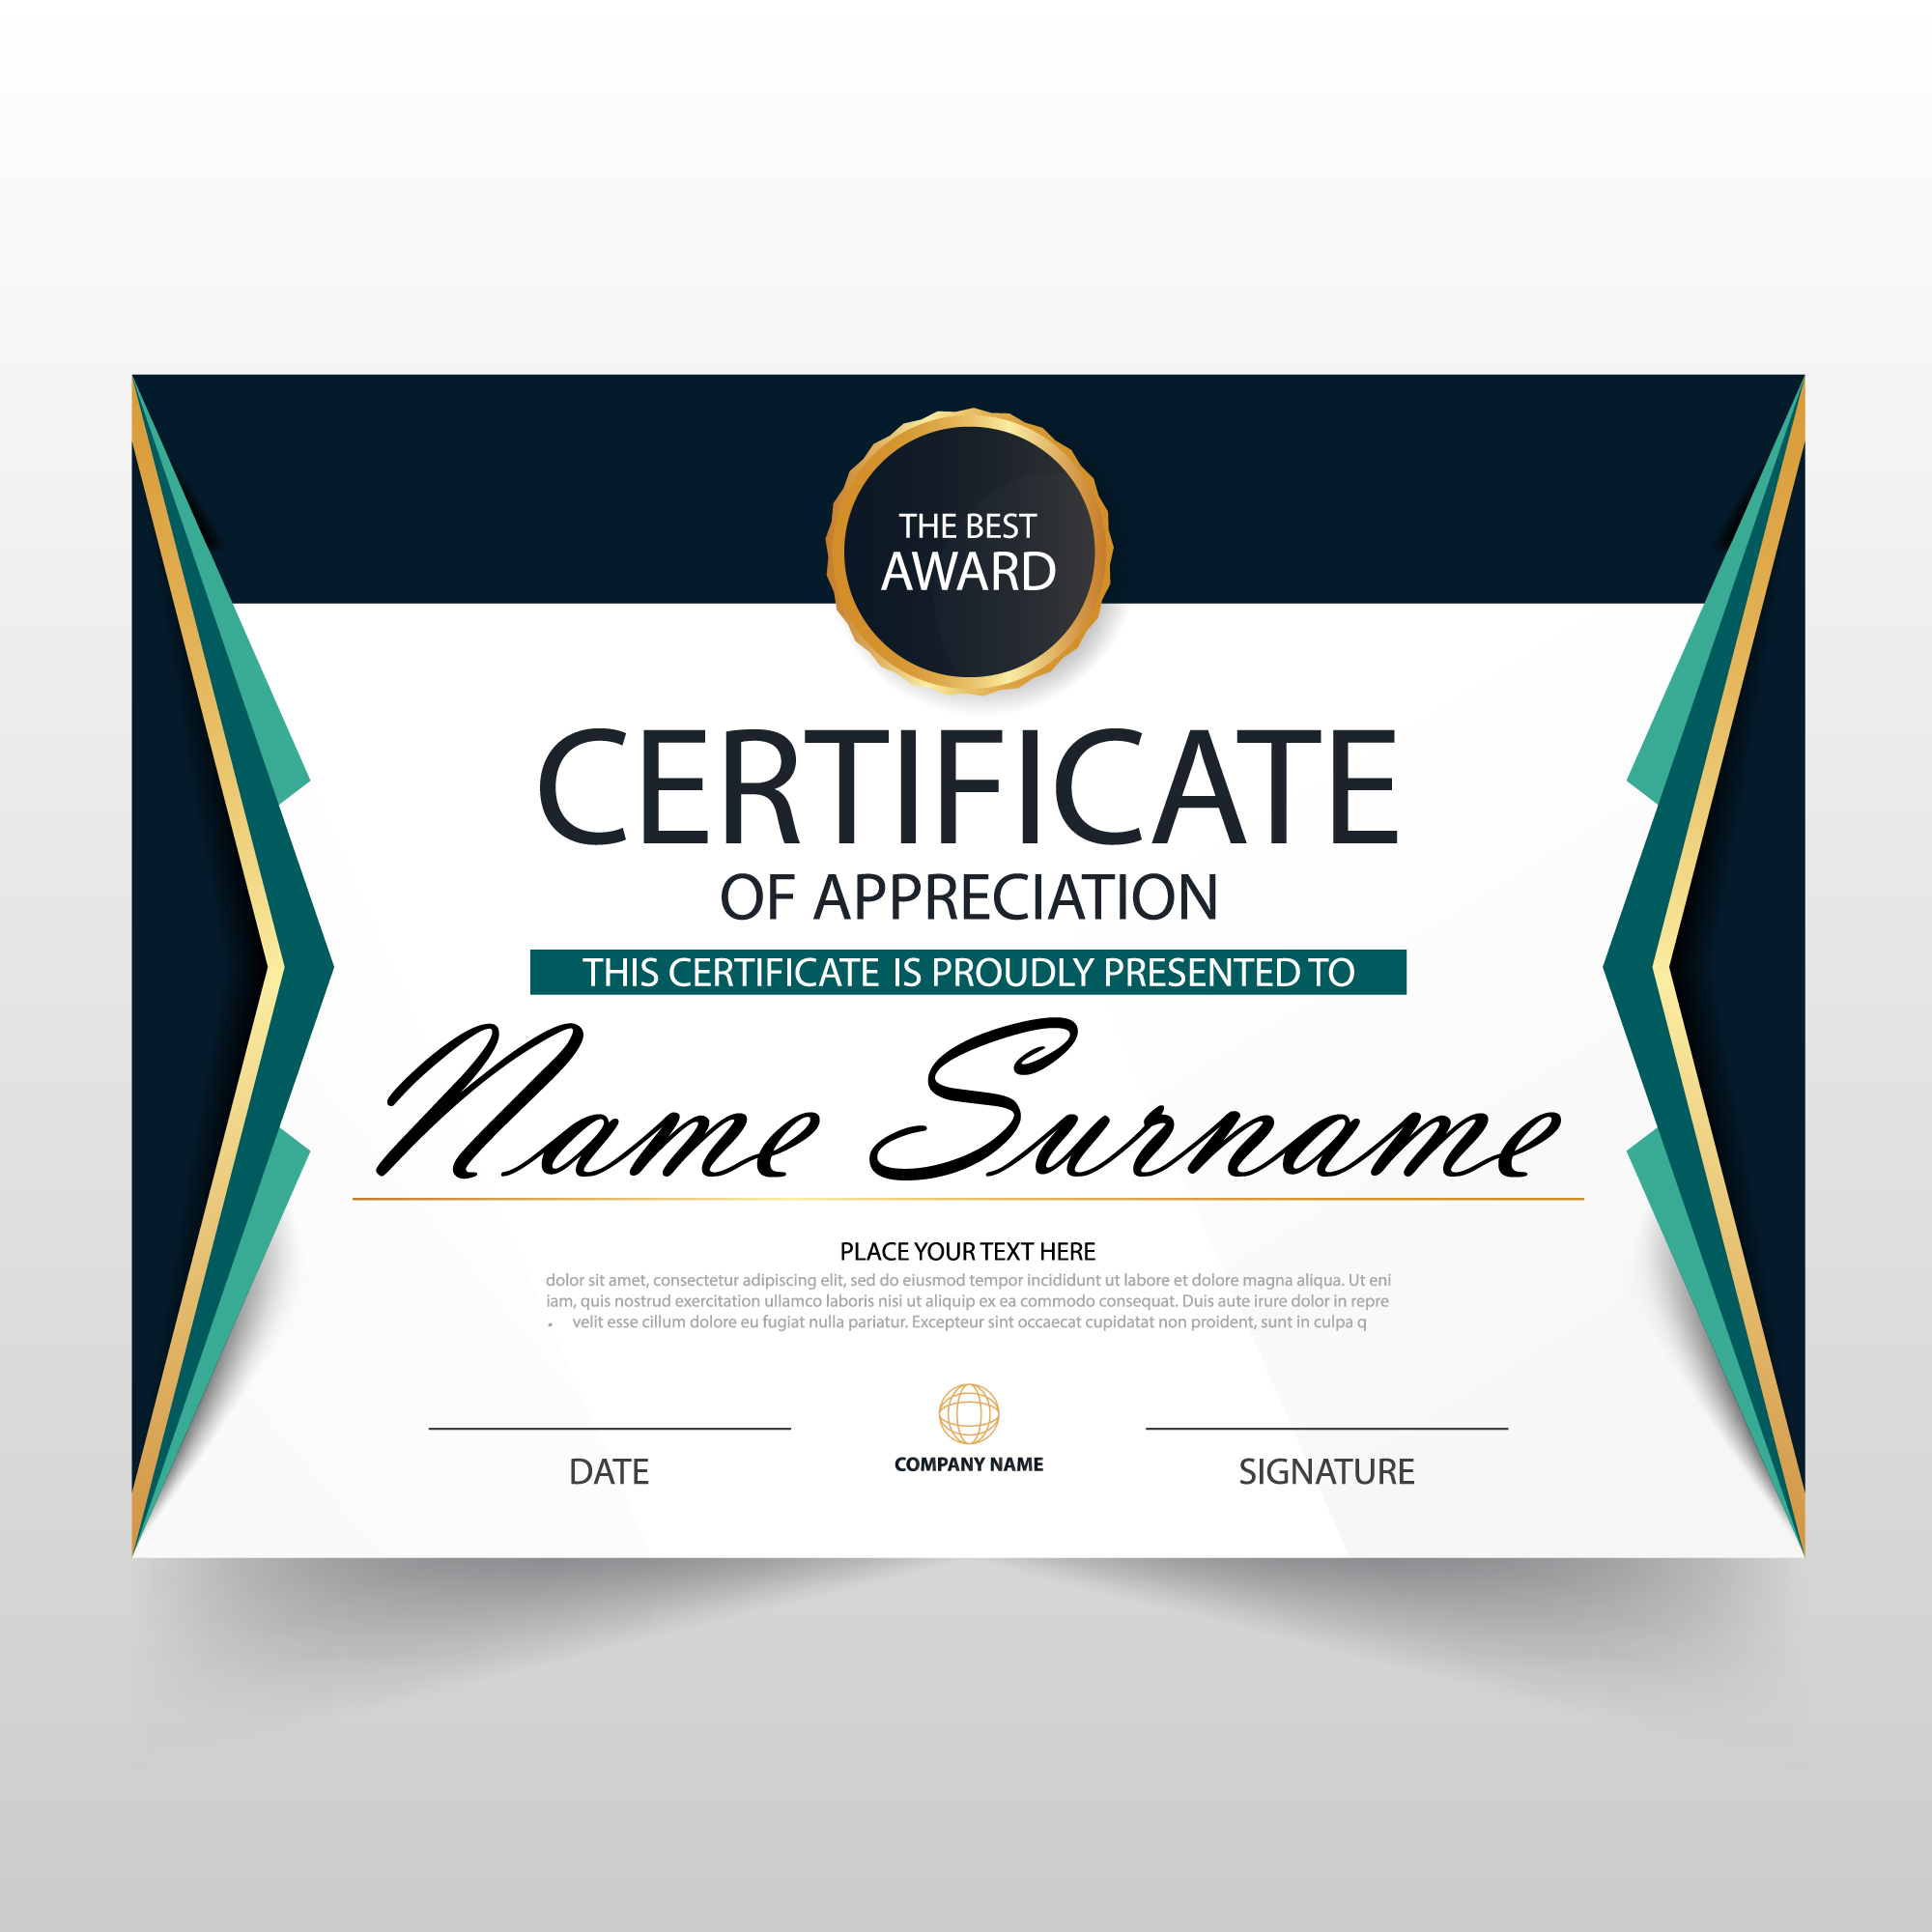 THE BEST
AWARD
CERTIFICATE
OF APPRECIATION
THIS CERTIFICATE IS PROUDLY PRESENTED TO
Name Surname
PLACE YOUR TEXT HERE
dolor sit amet, consectetur adipiscing elit, sed do eiusmod tempor incididunt ut labore et dolore magna aliqua. Ut eni
iam, quis nostrud exercitation ullamco laboris nisi ut aliquip ex ea commodo consequat. Duis aute irure dolor in repre
. velit esse cillum dolore eu fugiat nulla pariatur. Excepteur sint occaecat cupidatat non proident, sunt in culpa q
COMPANY NAME
DATE
SIGNATURE